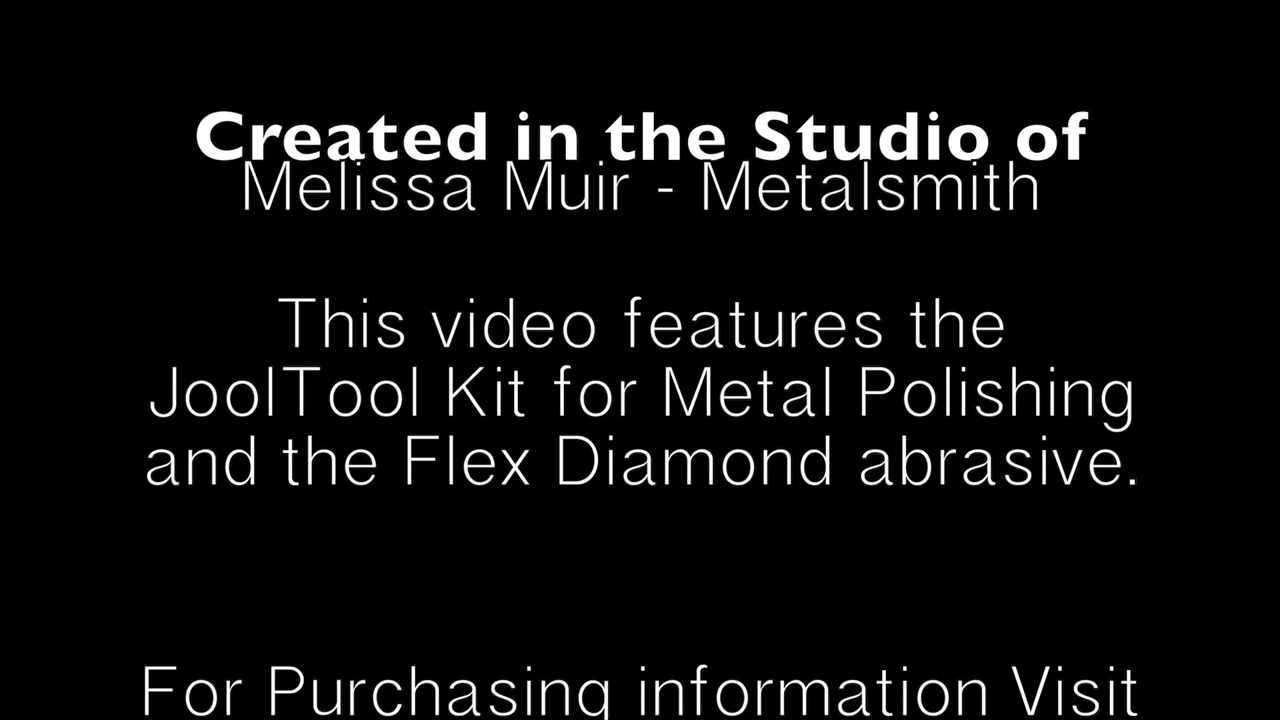 Created in the Studio of
Melissa Muir - Metalsmith
This video features the
JoolTool Kit for Metal Polishing
and the Flex Diamond abrasive.
For Purchasing information Visit